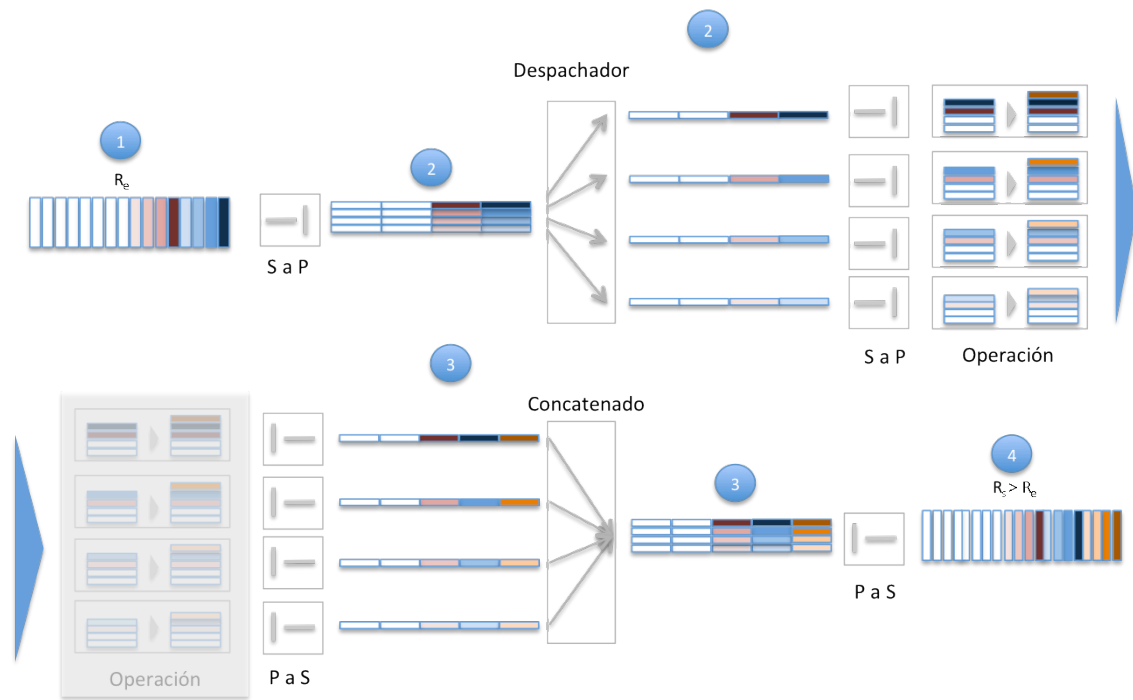 2
Despachador
1
Re
2
S a P
S a P
Operación
3
Concatenado
4
Rs > Re
3
P a S
Operación
P a S